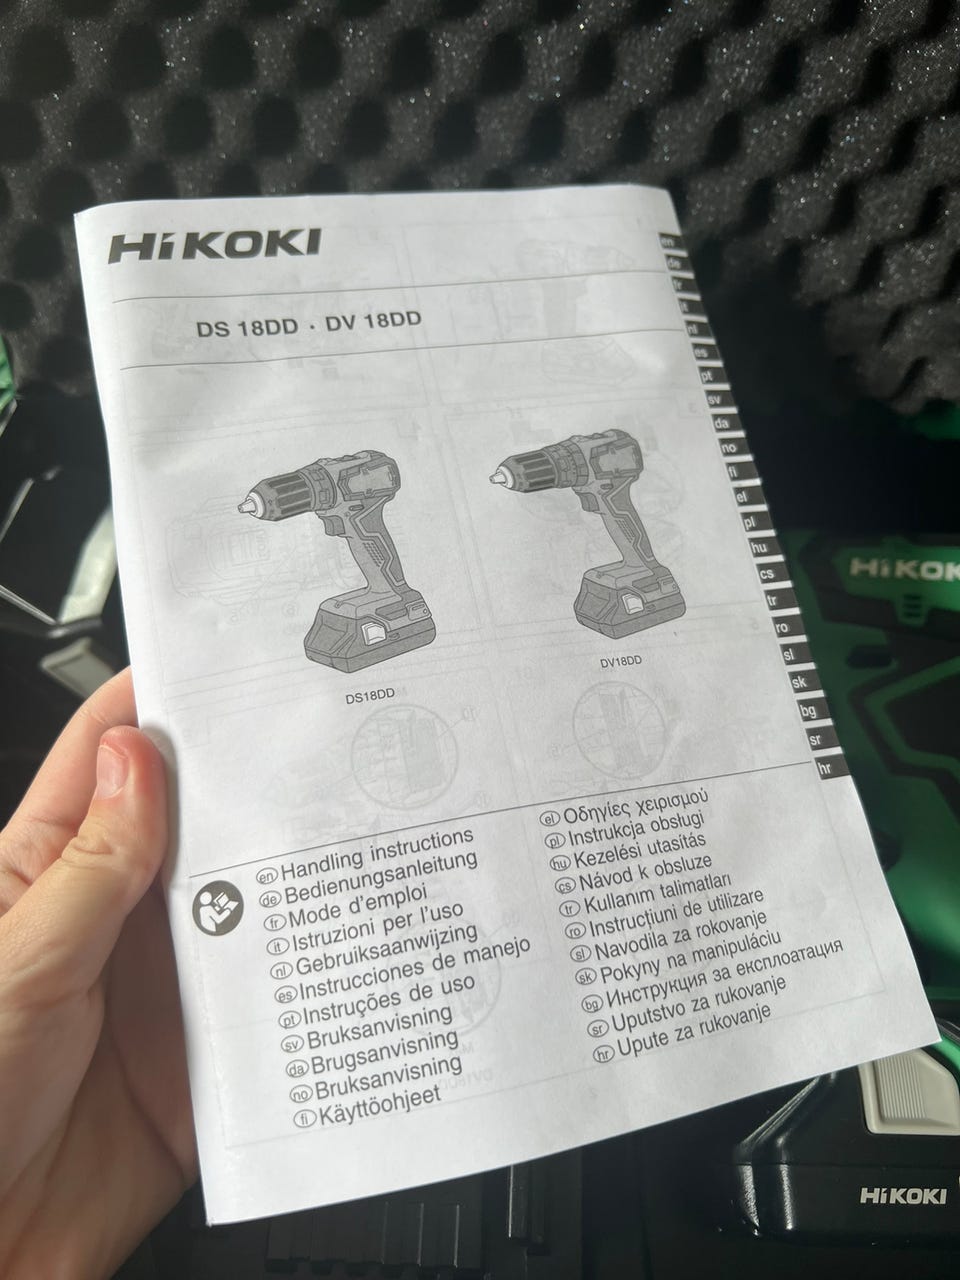 HiKOKI
DS 18DD · DV 18DD
en
de
fr
it
nl
es
pt
sv
da
no
fi
el
pl
hu
cs
tr
ro
sl
sk
bg
sr
hr
DS18DD
DV18DD
en Handling instructions
de Bedienungsanleitung
fr Mode d'emploi
it Istruzioni per l'uso
nl Gebruiksaanwijzing
es Instrucciones de manejo
pt Instruções de uso
sv Bruksanvisning
da Brugsanvisning
no Bruksanvisning
fi Käyttöohjeet
el Οδηγίες χειρισμού
pl Instrukcja obsługi
hu Kezelési utasítás
cs Návod k obsluze
tr Kullanım talimatları
ro Instrucţiuni de utilizare
sl Navodila za rokovanje
sk Pokyny na manipuláciu
bg Инструкция за експлоатация
sr Uputstvo za rukovanje
hr Upute za rukovanje
HiKOKI
HiKOKI